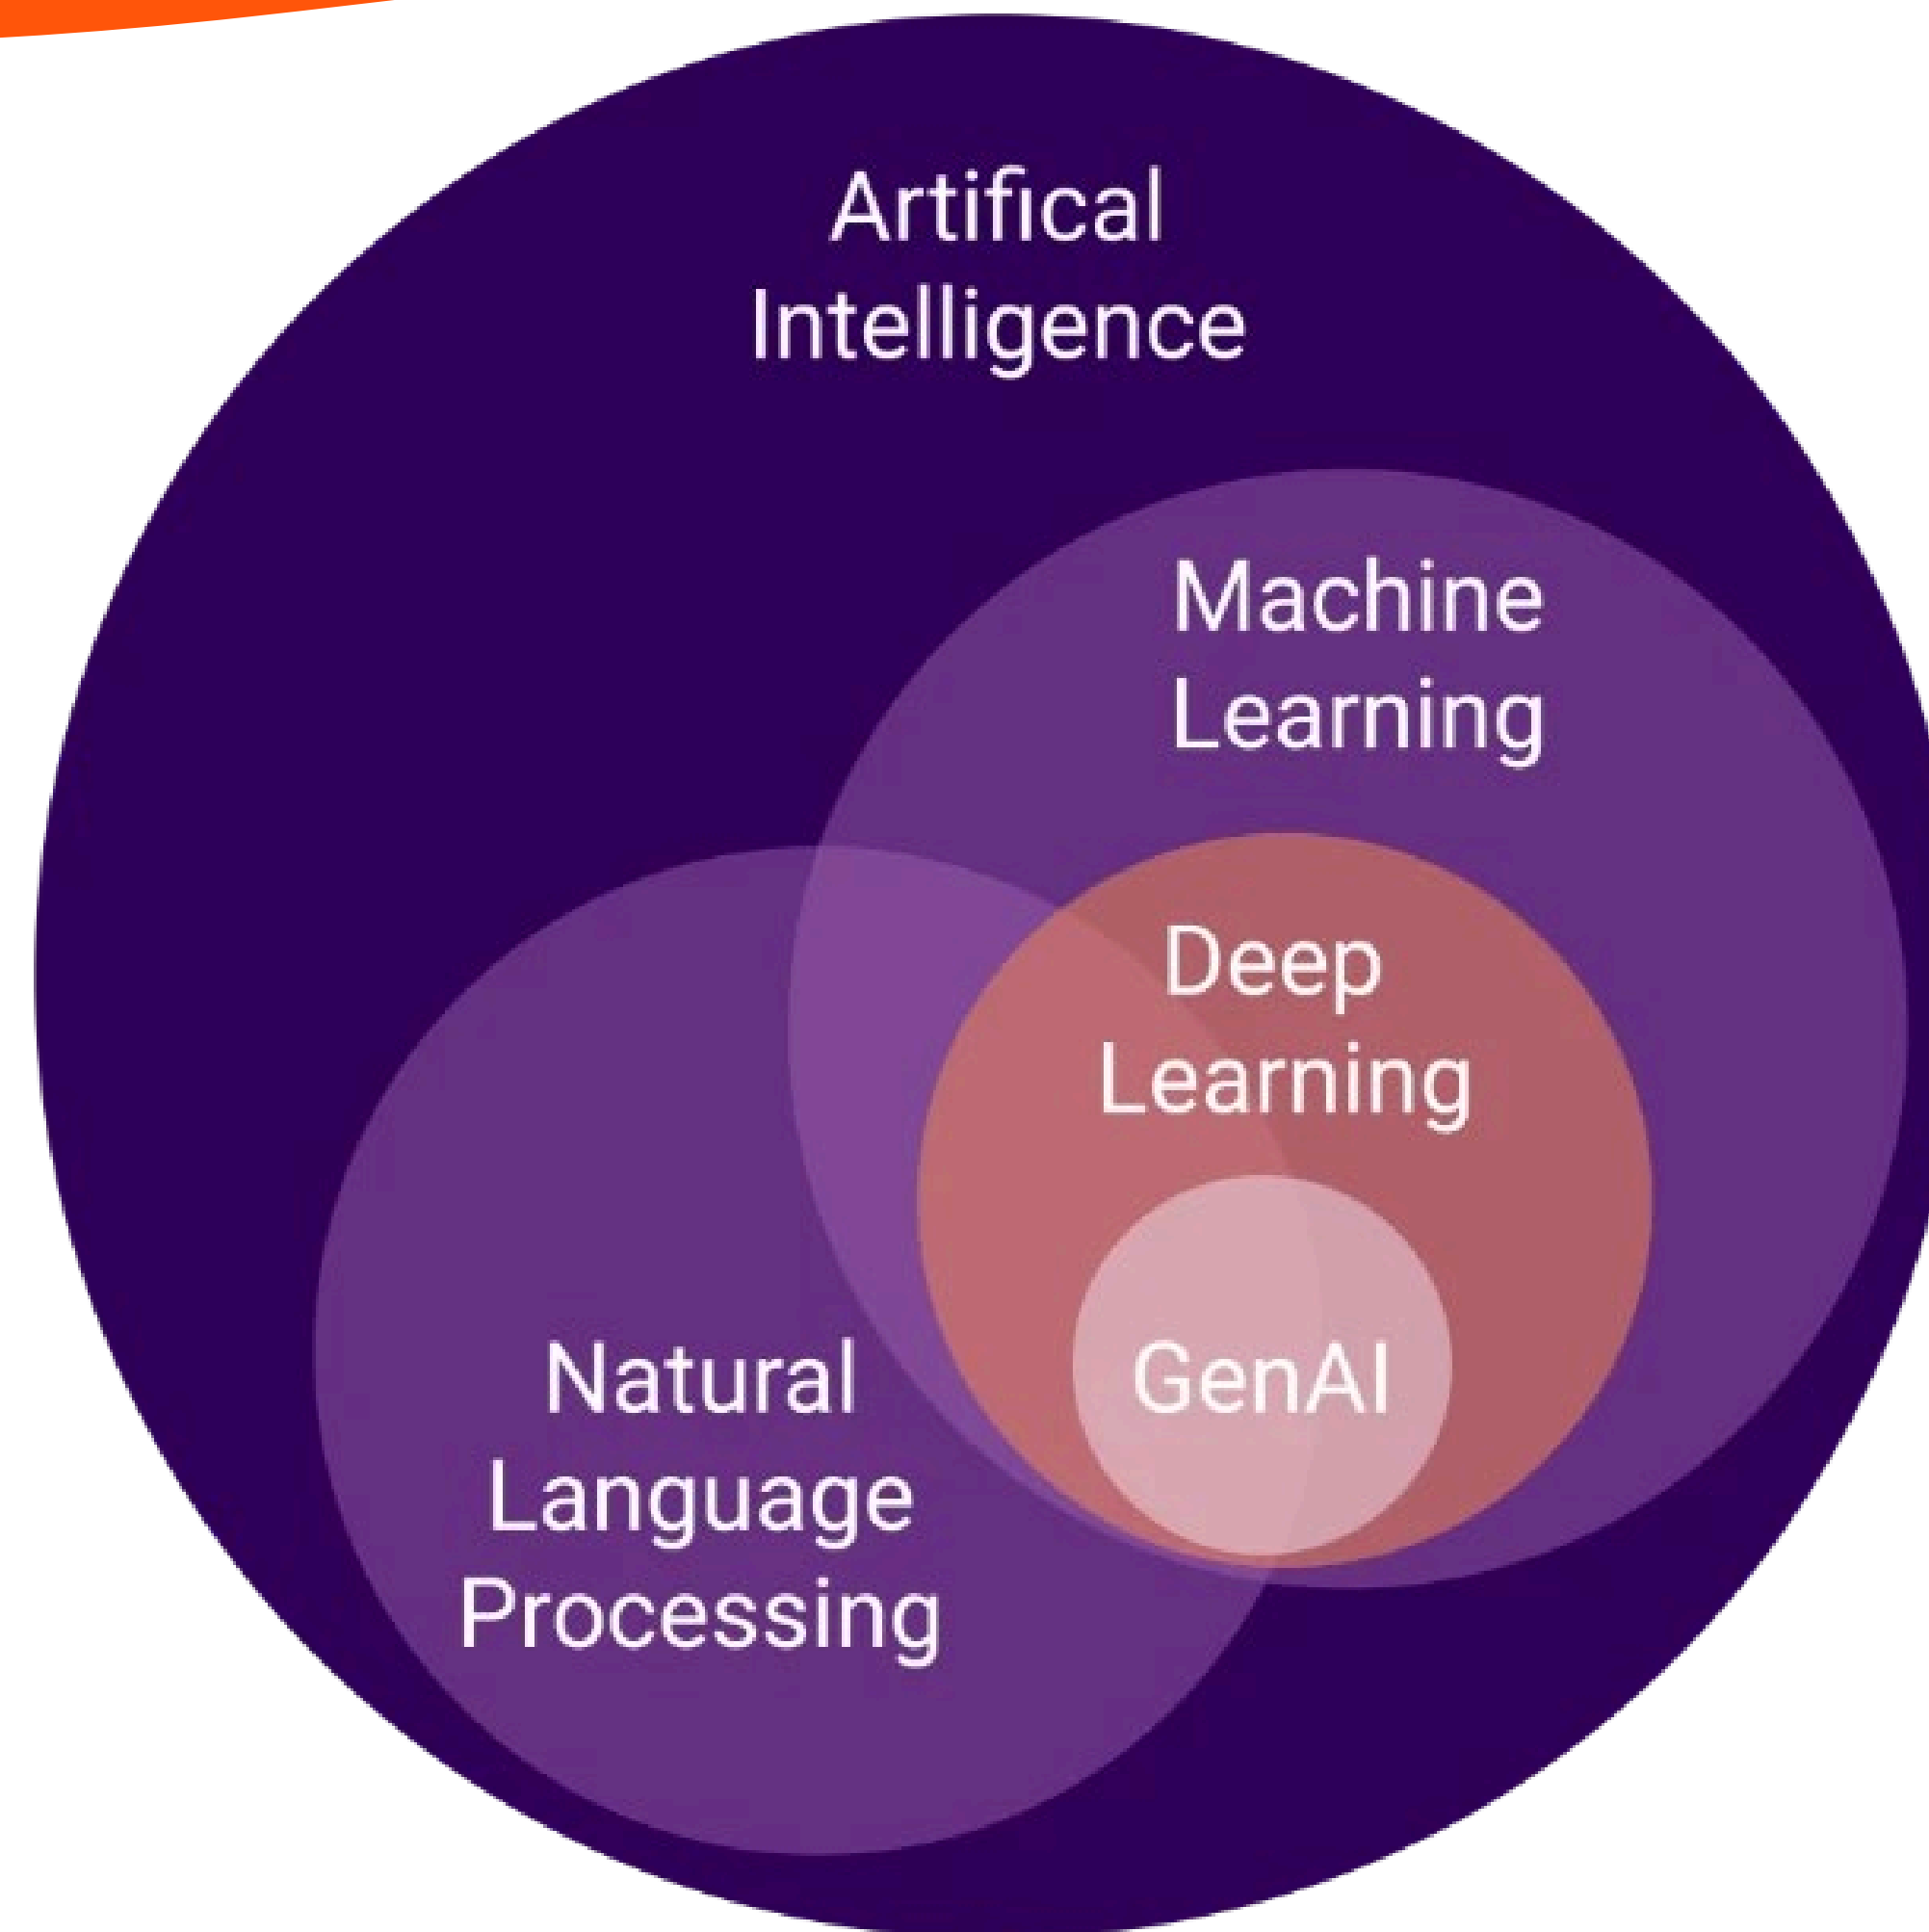 Artifical
Intelligence
Machine
Learning
Deep
Learning
GenAI
Natural
Language
Processing